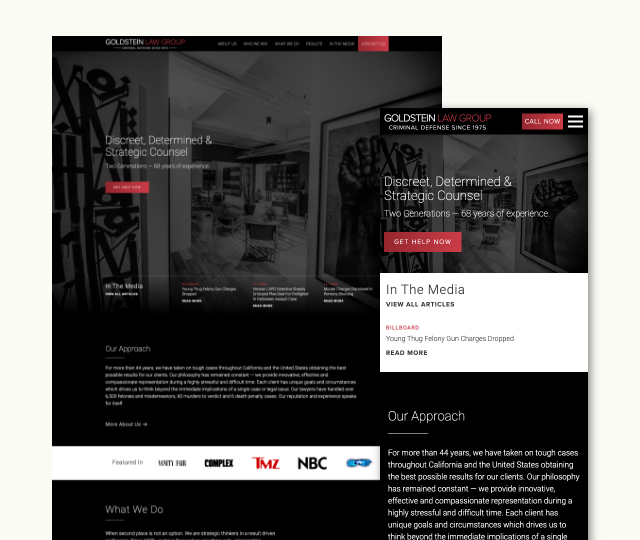 GOLDSTEIN LAW GROUP
CRIMINAL DEFENSE SINCE 1975
ABOUT US WHO WE ARE WHAT WE DO RESULTS IN THE MEDIA CONTACT US
Discreet, Determined &
Strategic Counsel
Two Generations — 68 years of experience.
GET HELP NOW
In The Media
VIEW ALL ARTICLES
Young Thug Felony Gun Charges
Dropped
READ MORE
READ MORE
READ MORE
Our Approach
For more than 44 years, we have taken on tough cases throughout California and the United States obtaining the best
possible results for our clients. Our philosophy has remained constant — we provide innovative, effective and
compassionate representation during a highly stressful and difficult time. Each client has unique goals and circumstances
which drives us to think beyond the immediate implications of a single case or legal issue. Our lawyers have handled over
6,300 felonies and misdemeanors, 83 murders to verdict and 6 death penalty cases. Our reputation and experience speaks
for itself.
More About Us →
Featured In VANITY FAIR COMPLEX TMZ NBC
What We Do
When second place is not an option. We are strategic thinkers in a result driven
GOLDSTEIN LAW GROUP
CRIMINAL DEFENSE SINCE 1975
CALL NOW
Discreet, Determined &
Strategic Counsel
Two Generations — 68 years of experience.
GET HELP NOW
In The Media
VIEW ALL ARTICLES
BILLBOARD
Young Thug Felony Gun Charges Dropped
READ MORE
Our Approach
For more than 44 years, we have taken on tough cases
throughout California and the United States obtaining
the best possible results for our clients. Our philosophy
has remained constant — we provide innovative,
effective and compassionate representation during a
highly stressful and difficult time. Each client has
unique goals and circumstances which drives us to
think beyond the immediate implications of a single